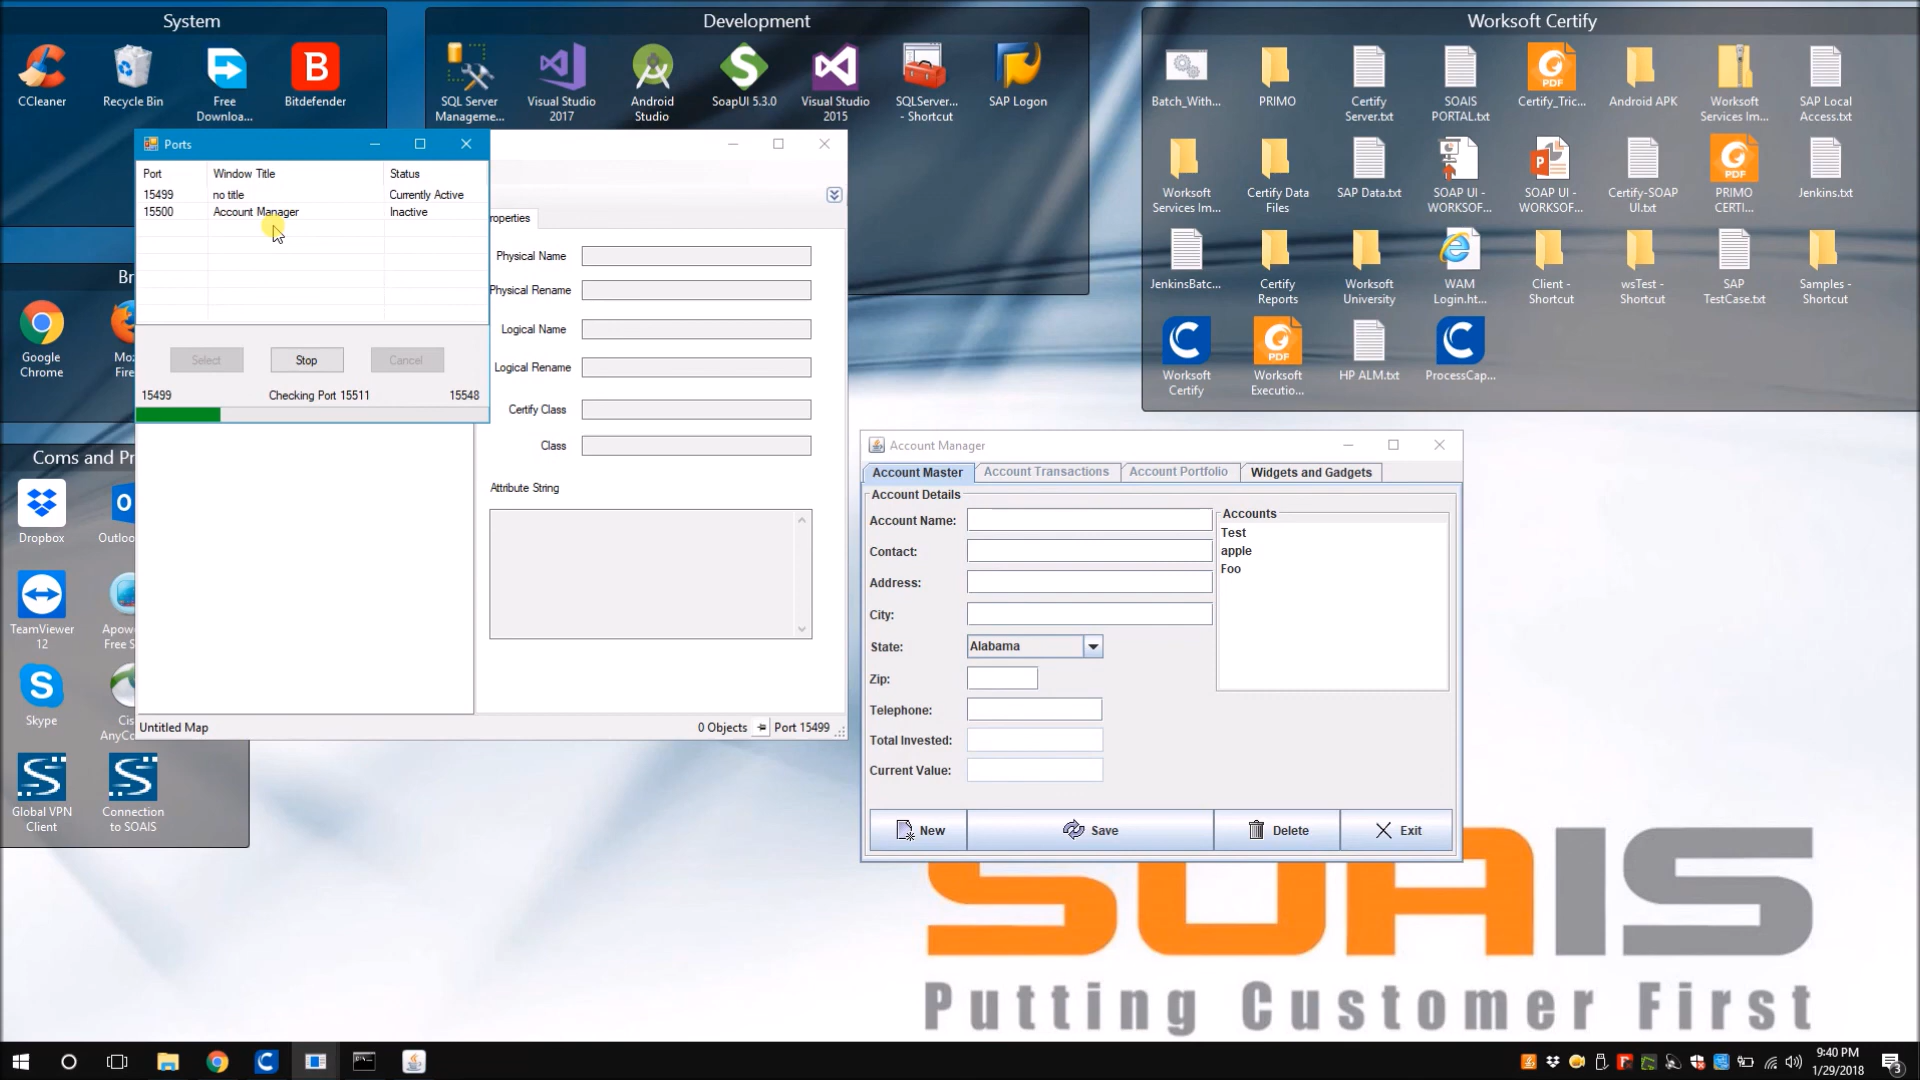 System
CCleaner
Recycle Bin
Free
Downloa...
Bitdefender
Development
SQL Server
Manageme...
Visual Studio
2017
Android
Studio
SoapUI 5.3.0
Visual Studio
2015
SQLServer...
- Shortcut
SAP Logon
Worksoft Certify
Batch_With...
PRIMO
Certify
Server.txt
SOAIS
PORTAL.txt
Certify_Tric...
Android APK
Worksoft
Services Im...
SAP Local
Access.txt
Worksoft
Services Im...
Certify Data
Files
SAP Data.txt
SOAP UI -
WORKSOF...
SOAP UI -
WORKSOF...
Certify-SOAP
UI.txt
PRIMO
CERTI...
Jenkins.txt
JenkinsBatc...
Certify
Reports
Worksoft
University
WAM
Login.ht...
Client -
Shortcut
wsTest -
Shortcut
SAP
TestCase.txt
Samples -
Shortcut
Worksoft
Certify
Worksoft
Executio...
HP ALM.txt
ProcessCap...
Ports
Port Window Title Status
15499 no title Currently Active
15500 Account Manager Inactive
Select Stop Cancel
15499 Checking Port 15511 15548
roperties
Physical Name
Physical Rename
Logical Name
Logical Rename
Certify Class
Class
Attribute String
Untitled Map 0 Objects Port 15499
Br
Google
Chrome
Mo
Fire
Coms and Pr
Dropbox
Outloo
TeamViewer
12
Apow
Free S
Skype
Cis
AnyCo
Global VPN
Client
Connection
to SOAIS
Account Manager
Account Master Account Transactions Account Portfolio Widgets and Gadgets
Account Details
Account Name:
Contact:
Address:
City:
State: Alabama
Zip:
Telephone:
Total Invested:
Current Value:
Accounts
Test
apple
Foo
New Save Delete Exit
SOAIS
Putting Customer First
9:40 PM
1/29/2018
3